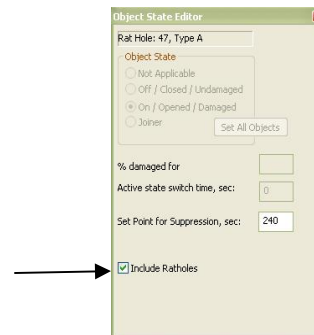 Object State Editor
Rat Hole: 47, Type A
Object State
Not Applicable
Off / Closed / Undamaged
On / Opened / Damaged
Joiner
Set All Objects
% damaged for
Active state switch time, sec: 0
Set Point for Suppression, sec: 240
Include Ratholes